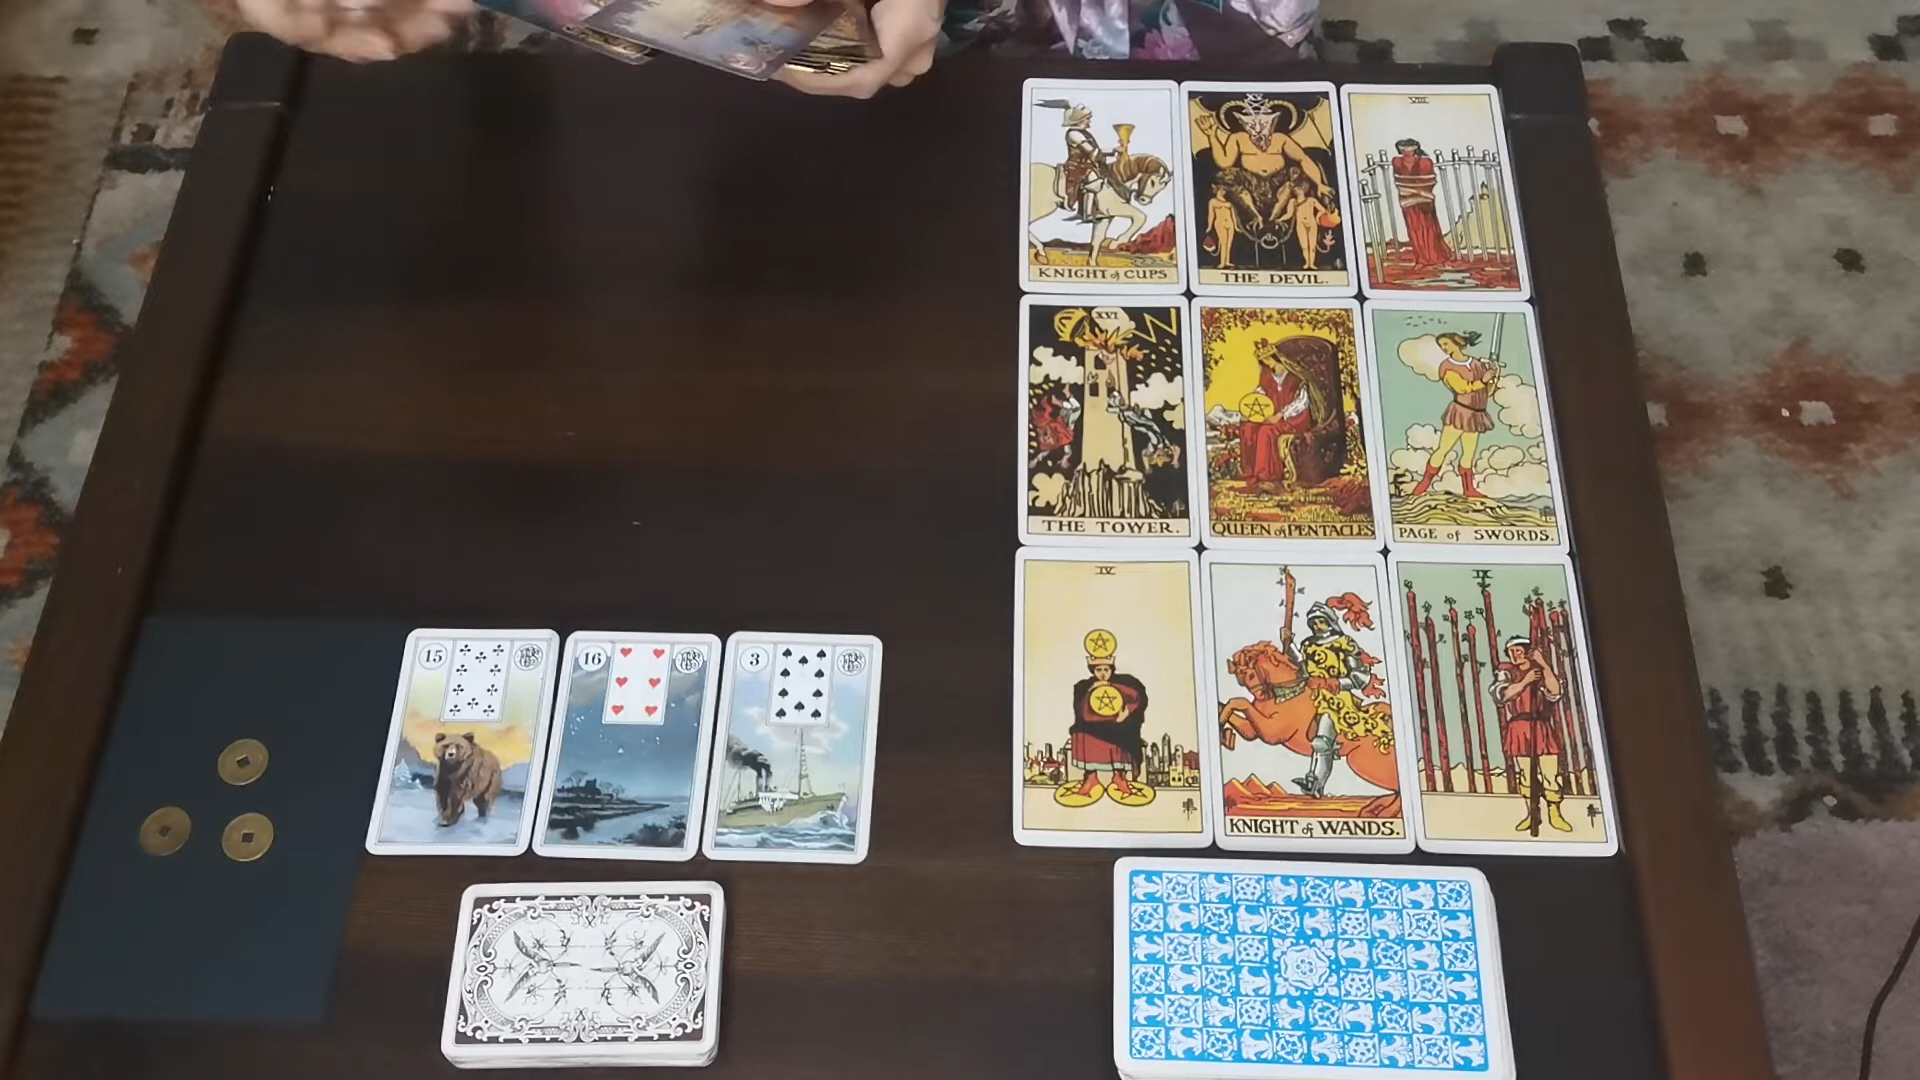 KNIGHT of CUPS
XV
THE DEVIL.
VIII
XVI
THE TOWER.
QUEEN of PENTACLES
PAGE of SWORDS.
15
16
3
IV
KNIGHT of WANDS.
IX